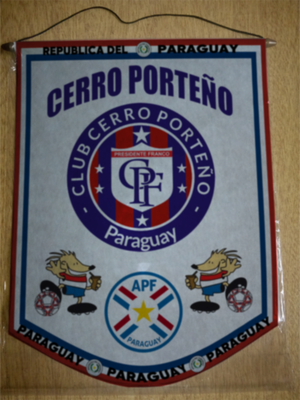 REPUBLICA DEL PARAGUAY
CERRO PORTEÑO
CLUB CERRO PORTEÑO
PRESIDENTE FRANCO
CPF
Paraguay
APF
PARAGUAY
PARAGUAY PARAGUAY PARAGUAY